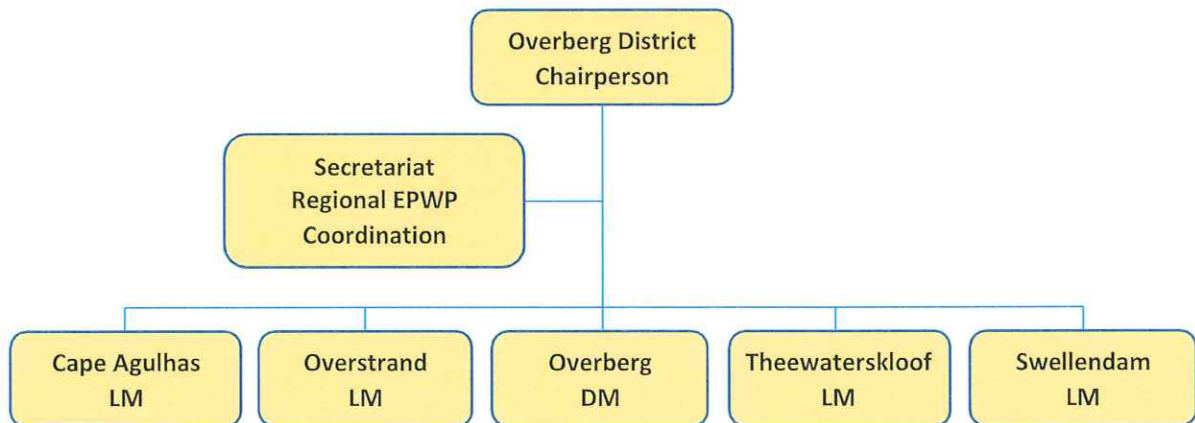 Overberg District
Chairperson
Secretariat
Regional EPWP
Coordination
Cape Agulhas
LM
Overstrand
LM
Overberg
DM
Theewaterskloof
LM
Swellendam
LM